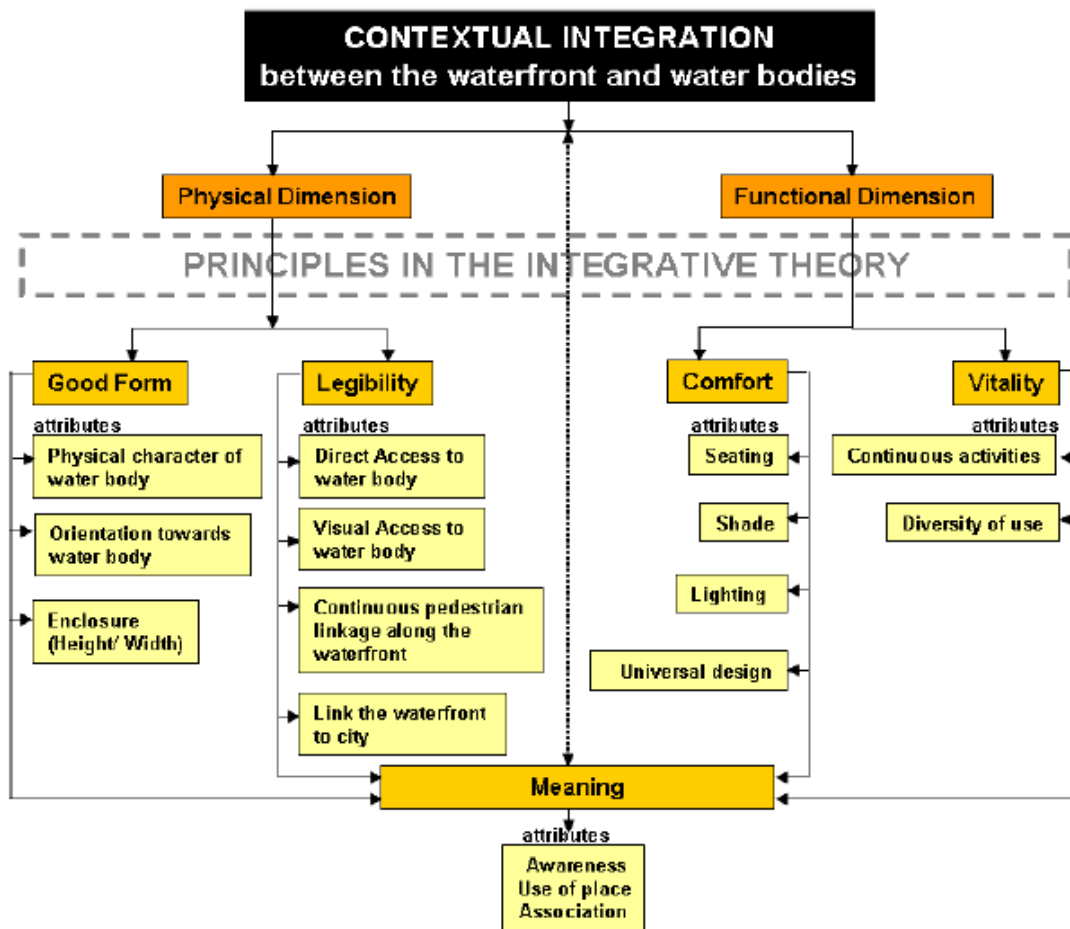 CONTEXTUAL INTEGRATION
between the waterfront and water bodies
Physical Dimension
Functional Dimension
PRINCIPLES IN THE INTEGRATIVE THEORY
Good Form
attributes
Physical character of
water body
Orientation towards
water body
Enclosure
(Height/ Width)
Legibility
attributes
Direct Access to
water body
Visual Access to
water body
Continuous pedestrian
linkage along the
waterfront
Link the waterfront
to city
Comfort
attributes
Seating
Shade
Lighting
Universal design
Vitality
attributes
Continuous activities
Diversity of use
Meaning
attributes
Awareness
Use of place
Association